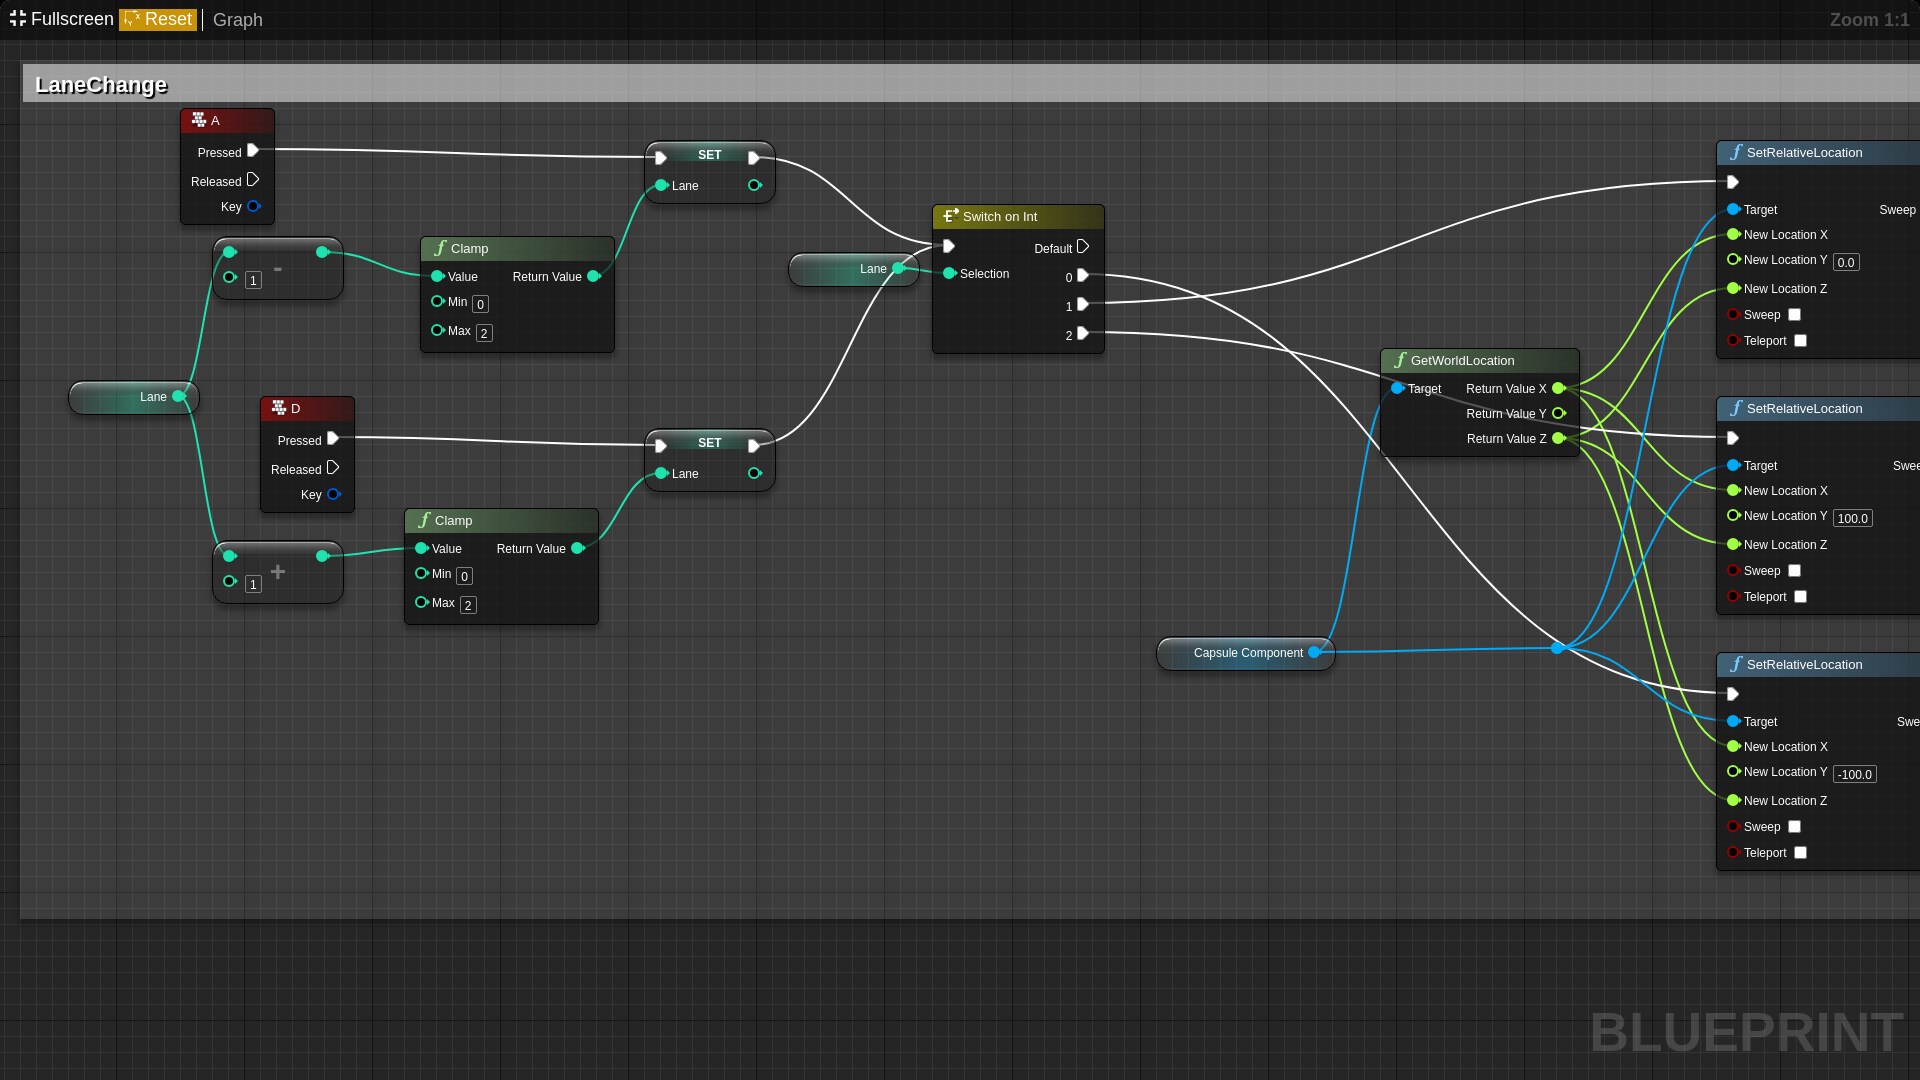 Fullscreen Reset Graph Zoom 1:1
LaneChange
A
Pressed
Released
Key
1 -
Lane
D
Pressed
Released
Key
1 +
Clamp
Value Return Value
Min 0
Max 2
Clamp
Value Return Value
Min 0
Max 2
SET
Lane
SET
Lane
Lane
Switch on Int
Default
Selection 0
1
2
Capsule Component
GetWorldLocation
Target Return Value X
Return Value Y
Return Value Z
SetRelativeLocation
Target Sweep
New Location X
New Location Y 0.0
New Location Z
Sweep
Teleport
SetRelativeLocation
Target Swee
New Location X
New Location Y 100.0
New Location Z
Sweep
Teleport
SetRelativeLocation
Target Swe
New Location X
New Location Y -100.0
New Location Z
Sweep
Teleport
BLUEPRINT